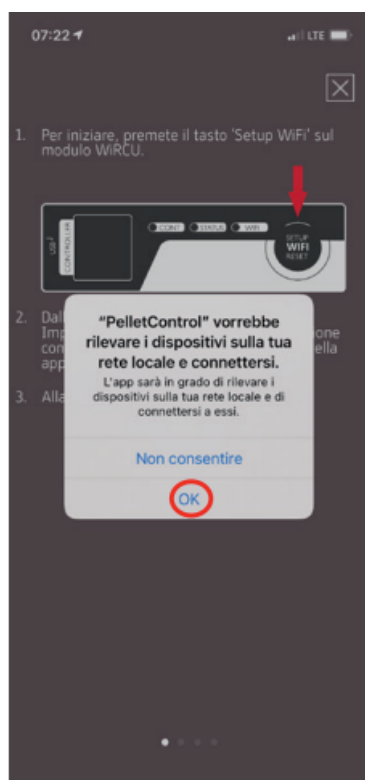 07:22
LTE
1. Per iniziare, premete il tasto 'Setup WiFi' sul
modulo WiRCU.
USB
CONTROLLER
CONT STATUS WIFI
SETUP
WIFI
RESET
2. Dall
Imp
one
con
ella
app
3. Alla
“PelletControl” vorrebbe
rilevare i dispositivi sulla tua
rete locale e connettersi.
L'app sarà in grado di rilevare i
dispositivi sulla tua rete locale e di
connettersi a essi.
Non consentire
OK